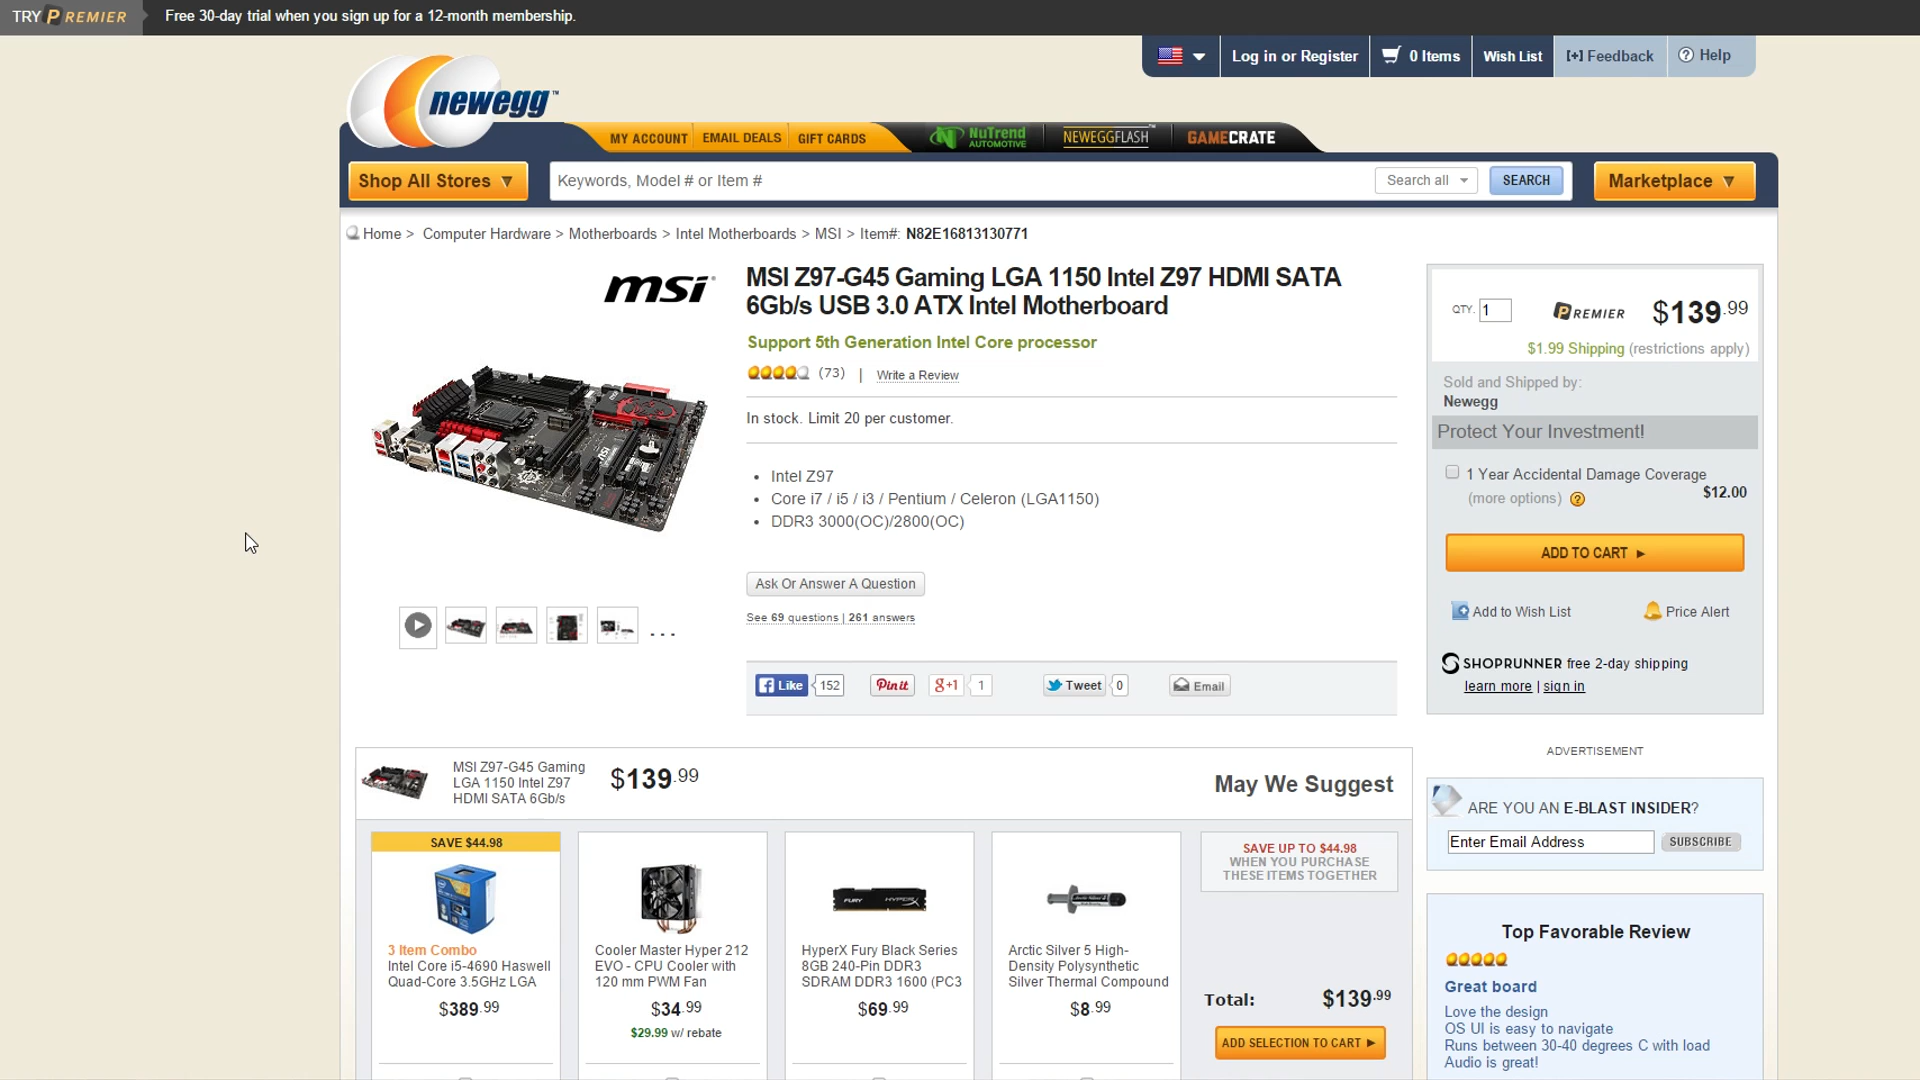 TRY PREMIER
Free 30-day trial when you sign up for a 12-month membership.
Log in or Register
0 Items
Wish List
[+] Feedback
? Help
newegg™
MY ACCOUNT
EMAIL DEALS
GIFT CARDS
NUTREND AUTOMOTIVE
NEWEGGFLASH™
GAMECRATE
Shop All Stores ▼
Keywords, Model # or Item #
Search all
SEARCH
Marketplace ▼
Home > Computer Hardware > Motherboards > Intel Motherboards > MSI > Item#: N82E16813130771
msi
MSI Z97-G45 Gaming LGA 1150 Intel Z97 HDMI SATA
6Gb/s USB 3.0 ATX Intel Motherboard
Support 5th Generation Intel Core processor
(73) | Write a Review
In stock. Limit 20 per customer.
• Intel Z97
• Core i7 / i5 / i3 / Pentium / Celeron (LGA1150)
• DDR3 3000(OC)/2800(OC)
Ask Or Answer A Question
See 69 questions | 261 answers
. . .
Like 152
Pin it
g+1 1
Tweet 0
Email
QTY. 1
PREMIER
$139.99
$1.99 Shipping (restrictions apply)
Sold and Shipped by:
Newegg
Protect Your Investment!
1 Year Accidental Damage Coverage
$12.00
(more options) ?
ADD TO CART ►
Add to Wish List
Price Alert
SHOPRUNNER free 2-day shipping
learn more | sign in
ADVERTISEMENT
ARE YOU AN E-BLAST INSIDER?
Enter Email Address
SUBSCRIBE
Top Favorable Review
Great board
Love the design
OS UI is easy to navigate
Runs between 30-40 degrees C with load
Audio is great!
MSI Z97-G45 Gaming
LGA 1150 Intel Z97
HDMI SATA 6Gb/s
$139.99
May We Suggest
SAVE $44.98
3 Item Combo
Intel Core i5-4690 Haswell
Quad-Core 3.5GHz LGA
$389.99
Cooler Master Hyper 212
EVO - CPU Cooler with
120 mm PWM Fan
$34.99
$29.99 w/ rebate
FURY HYPERX
HyperX Fury Black Series
8GB 240-Pin DDR3
SDRAM DDR3 1600 (PC3
$69.99
Arctic Silver 5 High-
Density Polysynthetic
Silver Thermal Compound
$8.99
SAVE UP TO $44.98
WHEN YOU PURCHASE
THESE ITEMS TOGETHER
Total: $139.99
ADD SELECTION TO CART ►